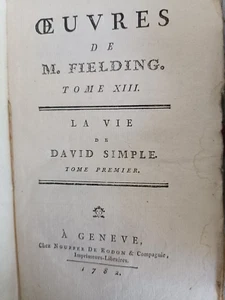 ŒUVRES
DE
M. FIELDING.
TOME XIII.
LA VIE
DE
DAVID SIMPLE.
TOME PREMIER.
À GENEVE,
Chez NOUFFER DE RODON & Compagnie,
Imprimeurs-Libraires.
1782.